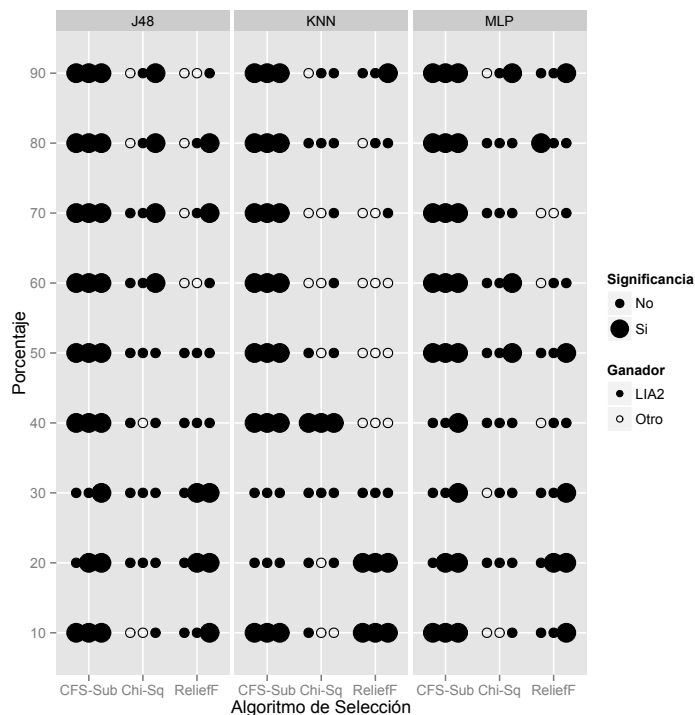 J48 KNN MLP
90
80
70
60
50
40
30
20
10
Porcentaje
CFS-Sub Chi-Sq ReliefF CFS-Sub Chi-Sq ReliefF CFS-Sub Chi-Sq ReliefF
Algoritmo de Selección
Significancia
No
Si
Ganador
LIA2
Otro